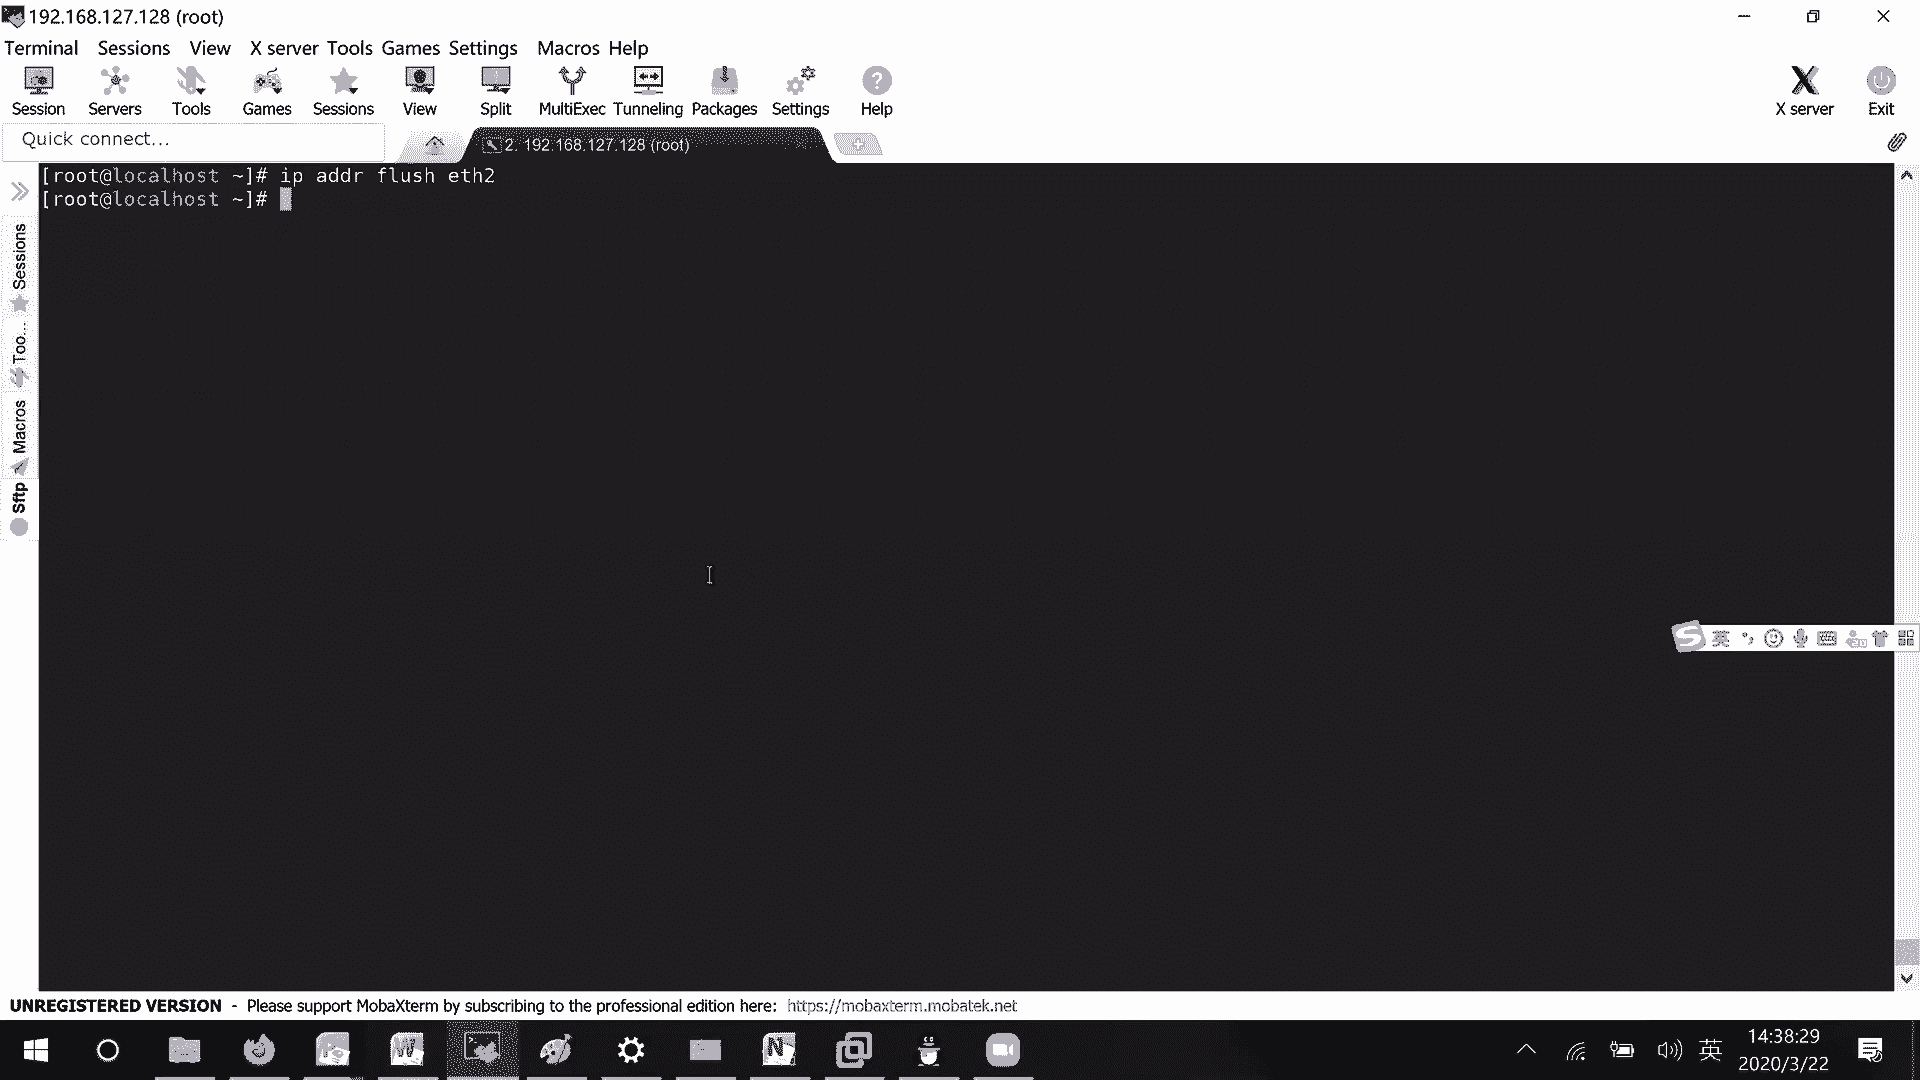 192.168.127.128 (root)
Terminal Sessions View X server Tools Games Settings Macros Help
Session Servers Tools Games Sessions View Split MultiExec Tunneling Packages Settings Help X server Exit
Quick connect...
2. 192.168.127.128 (root)
[root@localhost ~]# ip addr flush eth2
[root@localhost ~]#
Sessions
Too...
Macros
Sftp
英
UNREGISTERED VERSION - Please support MobaXterm by subscribing to the professional edition here: https://mobaxterm.mobatek.net
英
14:38:29
2020/3/22